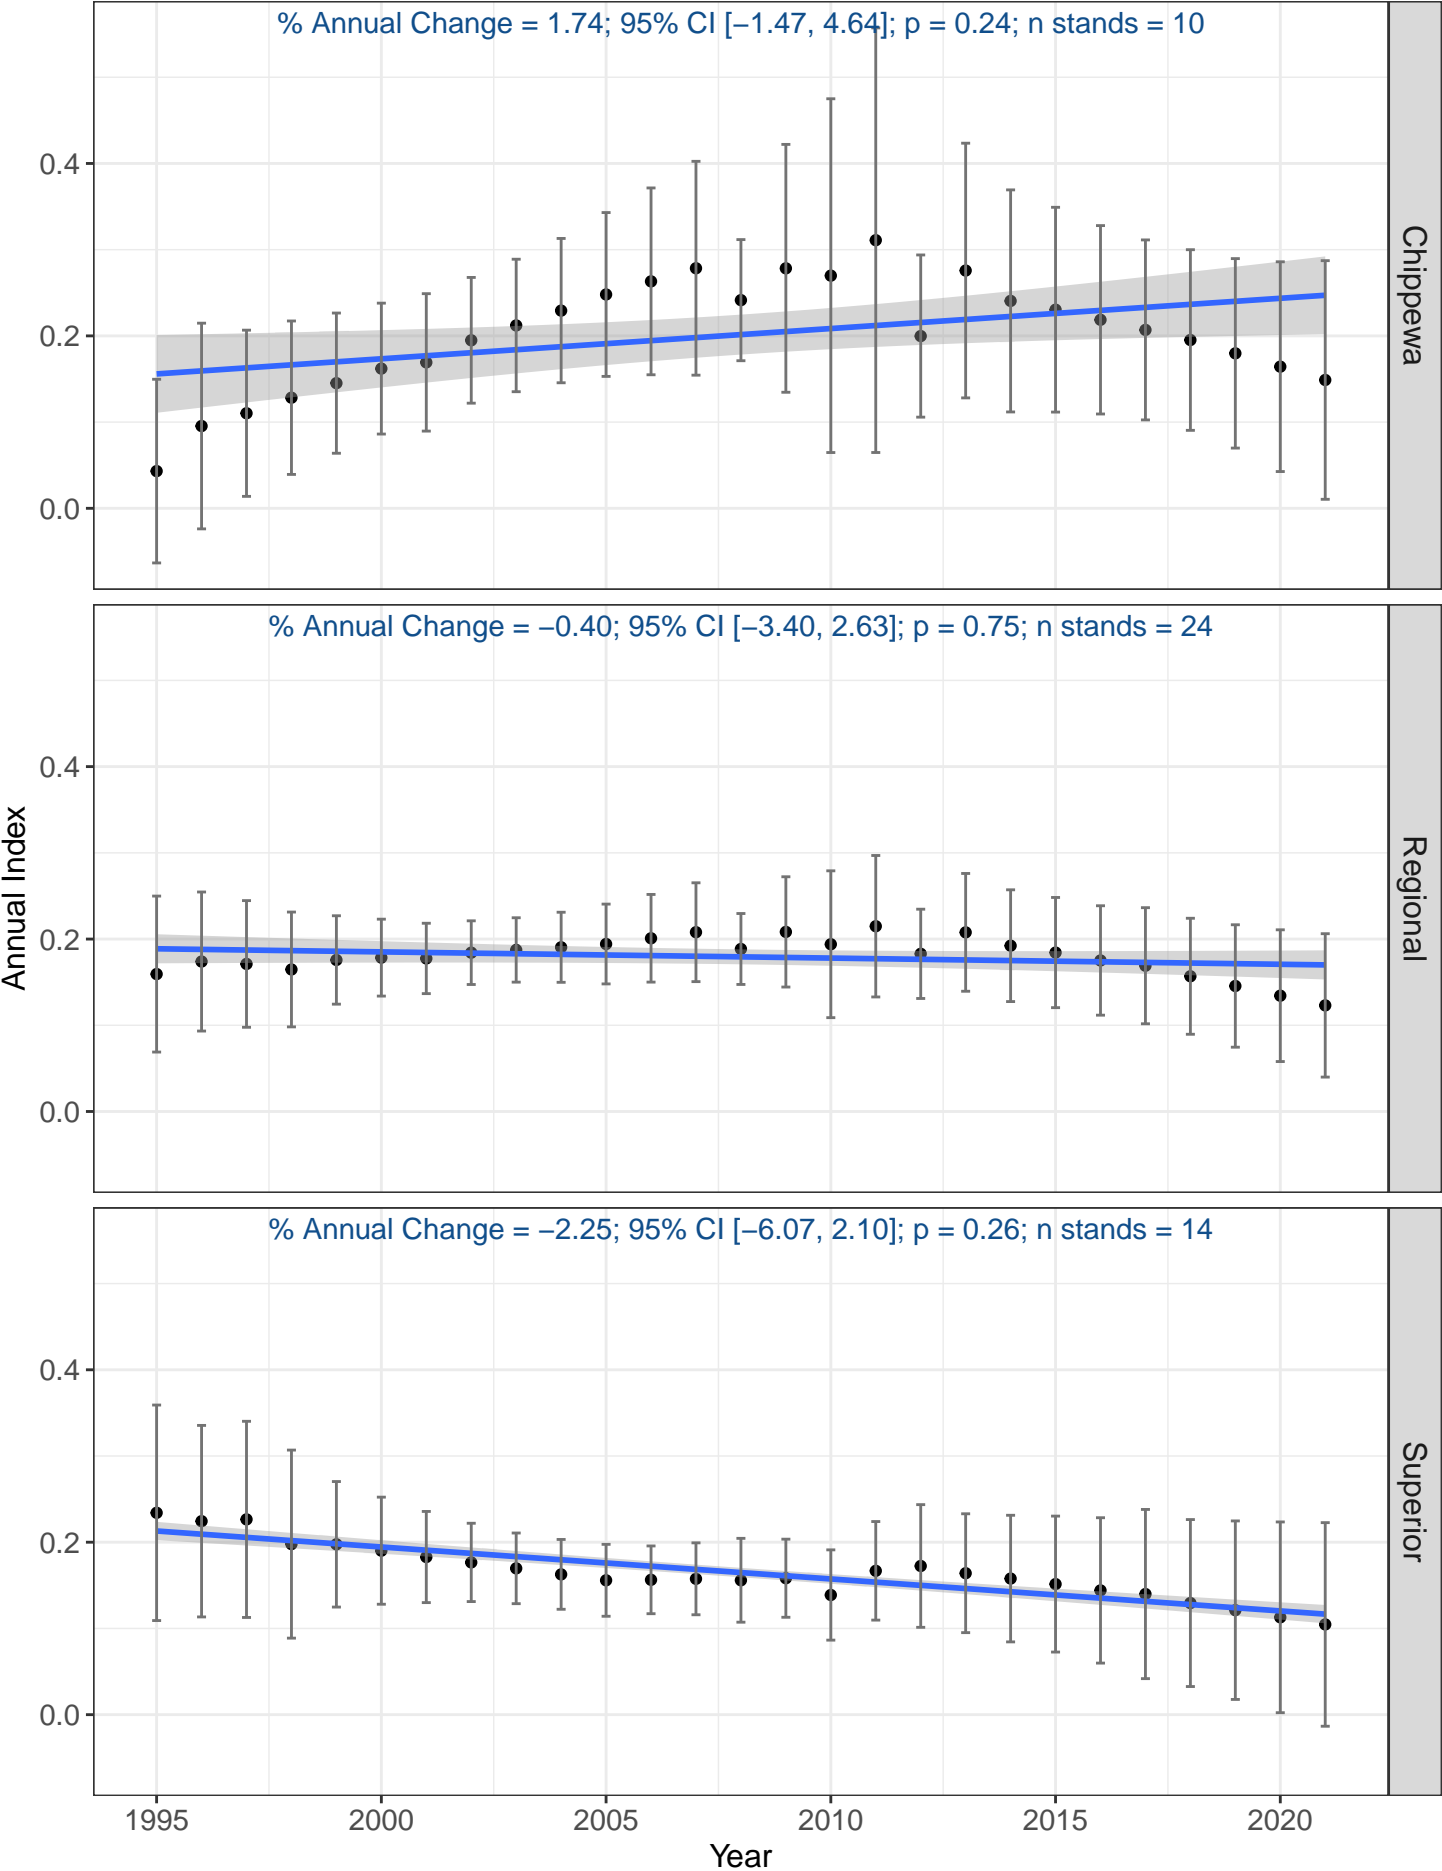 % Annual Change = 1.74; 95% CI [−1.47, 4.64]; p = 0.24; n stands = 10
0.4
0.2
0.0
Chippewa
% Annual Change = −0.40; 95% CI [−3.40, 2.63]; p = 0.75; n stands = 24
0.4
0.2
0.0
Regional
Annual Index
% Annual Change = −2.25; 95% CI [−6.07, 2.10]; p = 0.26; n stands = 14
0.4
0.2
0.0
Superior
1995 2000 2005 2010 2015 2020
Year